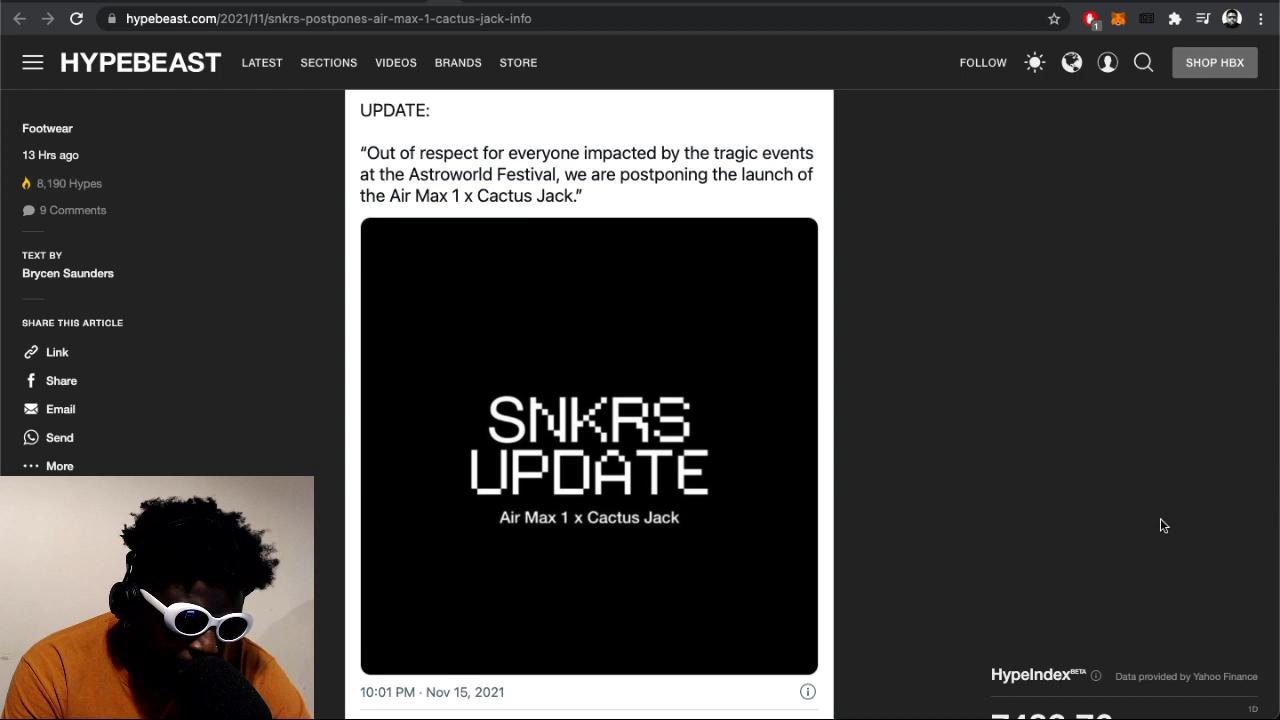 hypebeast.com/2021/11/snkrs-postpones-air-max-1-cactus-jack-info
1
HYPEBEAST LATEST SECTIONS VIDEOS BRANDS STORE FOLLOW SHOP HBX
Footwear
13 Hrs ago
8,190 Hypes
9 Comments
TEXT BY
Brycen Saunders
SHARE THIS ARTICLE
Link
Share
Email
Send
More
UPDATE:
“Out of respect for everyone impacted by the tragic events
at the Astroworld Festival, we are postponing the launch of
the Air Max 1 x Cactus Jack.”
SNKRS
UPDATE
Air Max 1 x Cactus Jack
10:01 PM · Nov 15, 2021
HypeIndex BETA Data provided by Yahoo Finance
1D